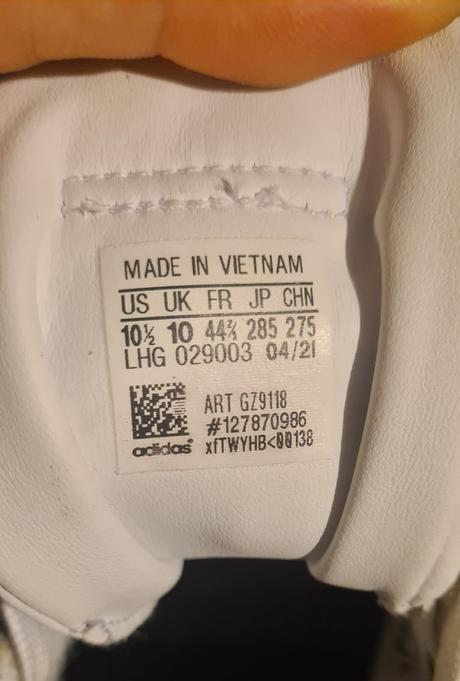 MADE IN VIETNAM
US UK FR JP CHN
10½ 10 44⅔ 285 275
LHG 029003 04/21
ART GZ9118
#127870986
adidas® xfTWYHB<00138